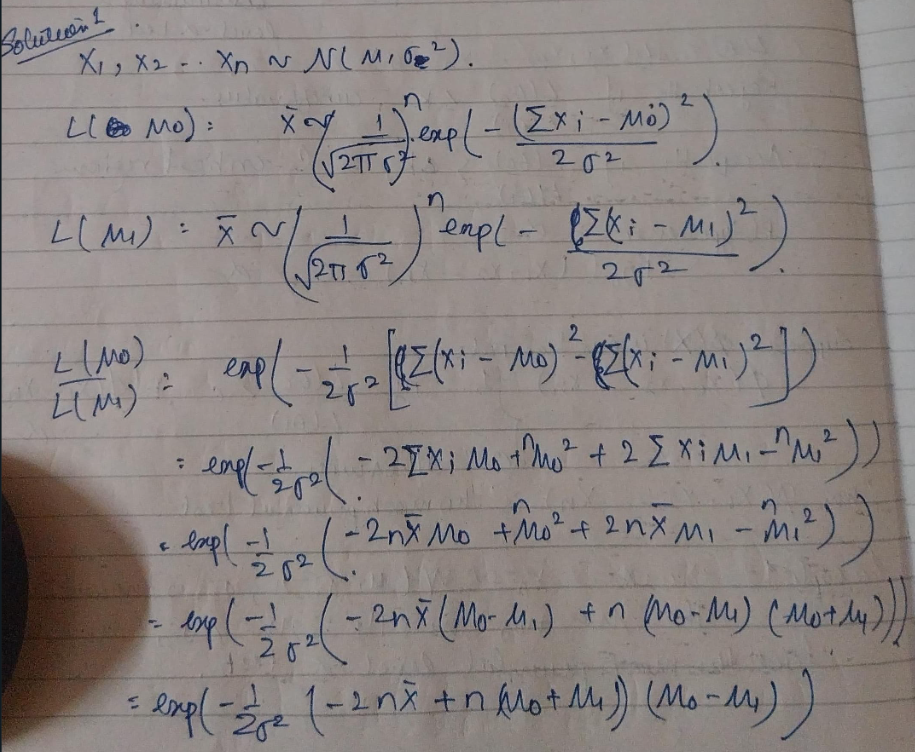 Solution 1
X₁, X₂ -.. Xₙ ~ N(μ, σ²).
L(μ₀): x̄ ~ (1/√2πσ²)ⁿ exp(- (Σxᵢ - μ₀)²/2σ²).
L(μ₁) : x̄ ~ (1/√2πσ²)ⁿ exp(- Σ(xᵢ - μ₁)²/2σ²).
L(μ₀)/L(μ₁) = exp(- 1/2σ² [Σ(xᵢ - μ₀)² - Σ(xᵢ - μ₁)²])
= exp(-1/2σ² (- 2Σxᵢ μ₀ + nμ₀² + 2Σxᵢ μ₁ - nμ₁²))
= exp(-1/2σ² (-2nx̄μ₀ + nμ₀² + 2nx̄μ₁ - nμ₁²))
= exp(-1/2σ² (- 2nx̄(μ₀-μ₁) + n(μ₀-μ₁)(μ₀+μ₁)))
= exp(-1/2σ² (-2nx̄ + n(μ₀+μ₁))(μ₀-μ₁))